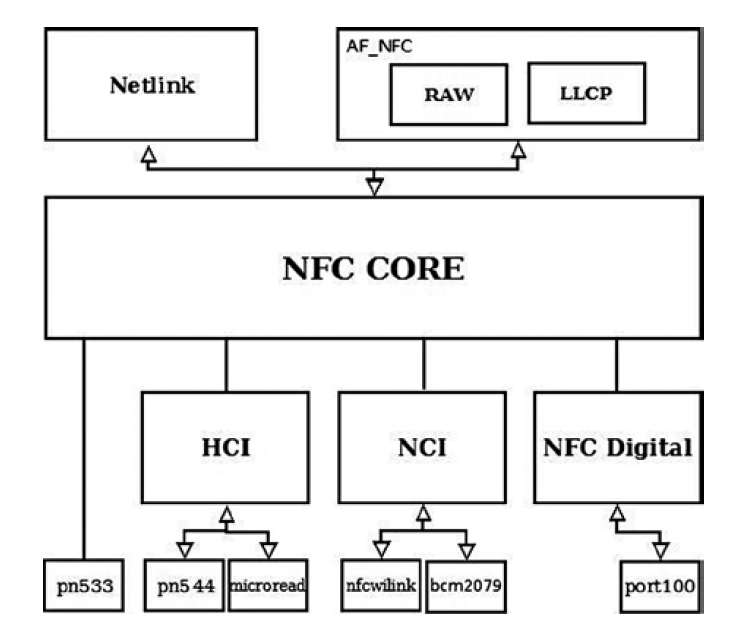 Netlink
AF_NFC
RAW
LLCP
NFC CORE
HCI
NCI
NFC Digital
pn533
pn544
microread
nfcwilink
bcm2079
port100